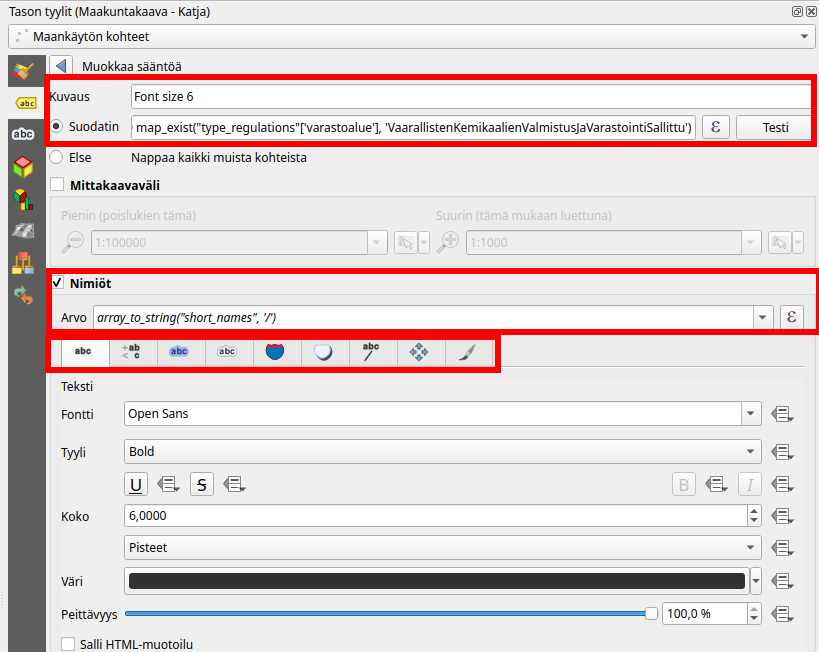 Tason tyylit (Maakuntakaava - Katja)
Maankäytön kohteet
Muokkaa sääntöä
Kuvaus
Font size 6
Suodatin
map_exist("type_regulations"['varastoalue'], 'VaarallistenKemikaalienValmistusJaVarastointiSallittu')
ε
Testi
Else
Nappaa kaikki muista kohteista
Mittakaavaväli
Pienin (poislukien tämä)
Suurin (tämä mukaan luettuna)
1:100000
1:1000
Nimiöt
Arvo
array_to_string("short_names", '/')
ε
abc
+ab
< c
abc
abc
abc
Teksti
Fontti
Open Sans
Tyyli
Bold
U
S
B
I
Koko
6,0000
Pisteet
Väri
Peittävyys
100,0 %
Salli HTML-muotoilu
abc
abc